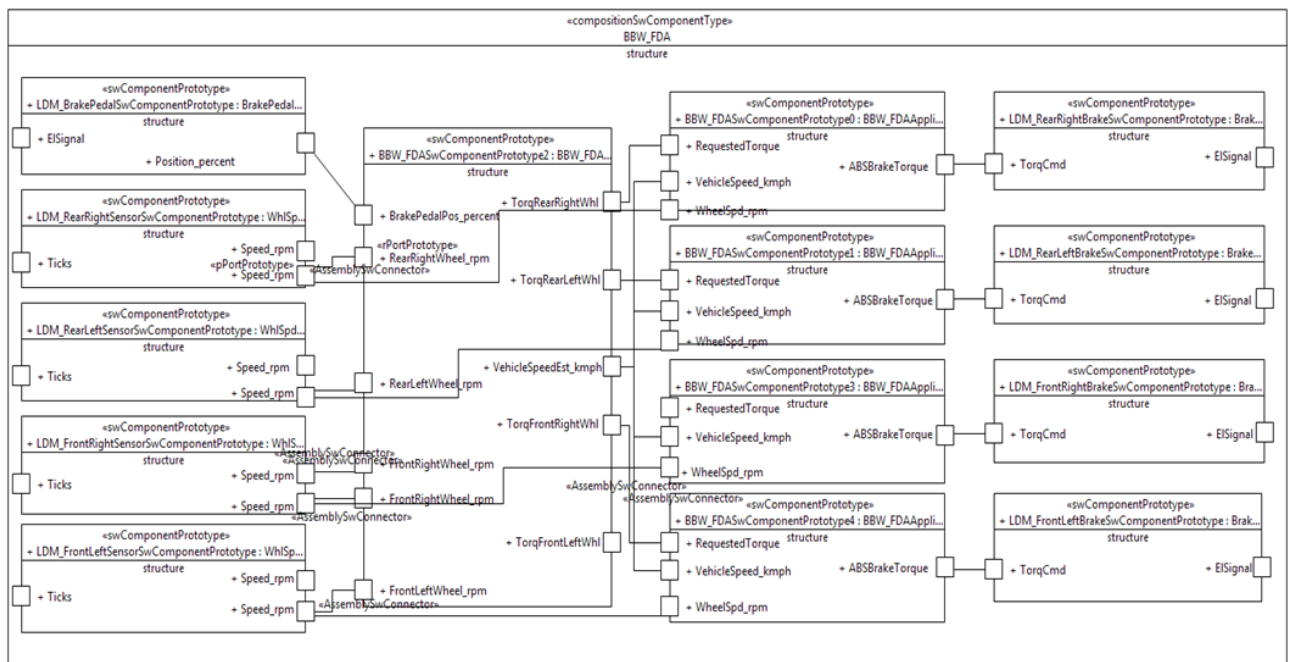 «compositionSwComponentType»
BBW_FDA
structure
«swComponentPrototype»
+ LDM_BrakePedalSwComponentPrototype : BrakePedal...
structure
+ ElSignal
+ Position_percent
«swComponentPrototype»
+ LDM_RearRightSensorSwComponentPrototype : WhlSp...
structure
+ Speed_rpm
«pPortPrototype»
+ Ticks
+ Speed_rpm
«AssemblySwConnector»
«swComponentPrototype»
+ LDM_RearLeftSensorSwComponentPrototype : WhlSpd...
structure
+ Speed_rpm
+ Ticks
+ Speed_rpm
«swComponentPrototype»
+ LDM_FrontRightSensorSwComponentPrototype : WhlS...
structure
«AssemblySwConnector»
«AssemblySwConnector»
+ Speed_rpm
+ Ticks
+ Speed_rpm
«AssemblySwConnector»
«swComponentPrototype»
+ LDM_FrontLeftSensorSwComponentPrototype : WhlSp...
structure
+ Speed_rpm
+ Ticks
+ Speed_rpm
«AssemblySwConnector»
«swComponentPrototype»
+ BBW_FDASwComponentPrototype2 : BBW_FDA...
structure
+ TorqRearRightWhl
+ BrakePedalPos_percent
«rPortPrototype»
+ RearRightWheel_rpm
+ TorqRearLeftWhl
+ VehicleSpeedEst_kmph
+ RearLeftWheel_rpm
+ TorqFrontRightWhl
+ FrontRightWheel_rpm
+ FrontRightWheel_rpm
+ TorqFrontLeftWhl
+ FrontLeftWheel_rpm
«AssemblySwConnector»
«AssemblySwConnector»
«swComponentPrototype»
+ BBW_FDASwComponentPrototype0 : BBW_FDAAppli...
structure
+ RequestedTorque
+ ABSBrakeTorque
+ VehicleSpeed_kmph
+ WheelSpd_rpm
«swComponentPrototype»
+ BBW_FDASwComponentPrototype1 : BBW_FDAAppli...
structure
+ RequestedTorque
+ ABSBrakeTorque
+ VehicleSpeed_kmph
+ WheelSpd_rpm
«swComponentPrototype»
+ BBW_FDASwComponentPrototype3 : BBW_FDAAppli...
structure
+ RequestedTorque
+ ABSBrakeTorque
+ VehicleSpeed_kmph
+ WheelSpd_rpm
«swComponentPrototype»
+ BBW_FDASwComponentPrototype4 : BBW_FDAAppli...
structure
+ RequestedTorque
+ ABSBrakeTorque
+ VehicleSpeed_kmph
+ WheelSpd_rpm
«swComponentPrototype»
+ LDM_RearRightBrakeSwComponentPrototype : Brak...
structure
+ ElSignal
+ TorqCmd
«swComponentPrototype»
+ LDM_RearLeftBrakeSwComponentPrototype : Brake...
structure
+ TorqCmd
+ ElSignal
«swComponentPrototype»
+ LDM_FrontRightBrakeSwComponentPrototype : Bra...
structure
+ TorqCmd
+ ElSignal
«swComponentPrototype»
+ LDM_FrontLeftBrakeSwComponentPrototype : Brak...
structure
+ TorqCmd
+ ElSignal